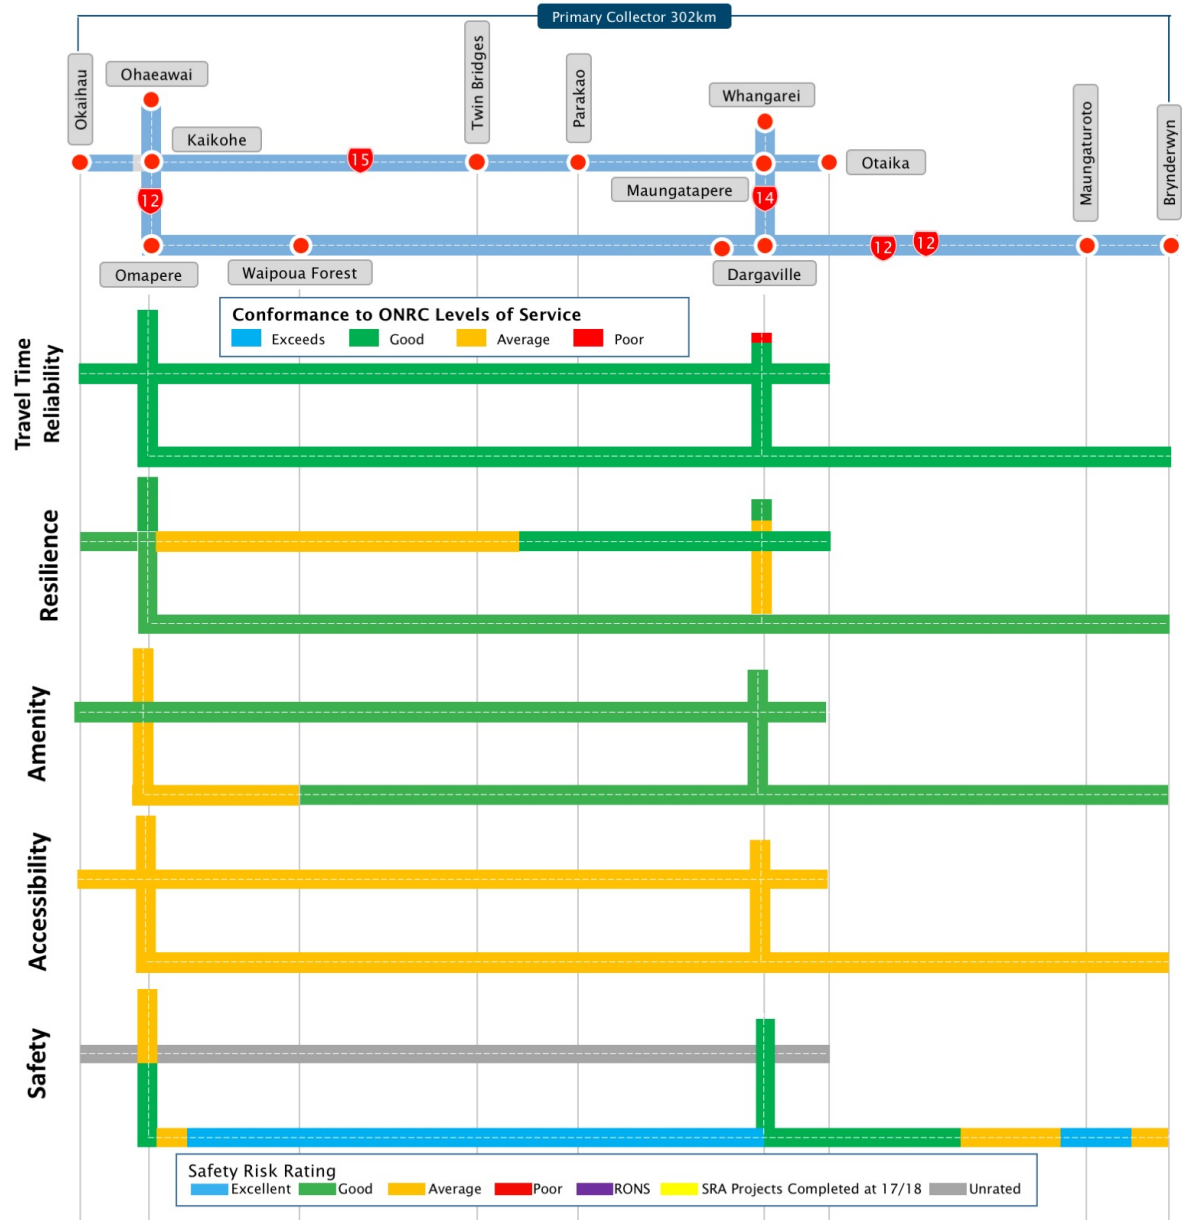 Primary Collector 302km
Okaihau
Ohaeawai
Kaikohe
Twin Bridges
Parakao
Whangarei
Maungatapere
Otaika
Maungaturoto
Brynderwyn
15
12
14
12
12
Omapere
Waipoua Forest
Dargaville
Conformance to ONRC Levels of Service
Exceeds Good Average Poor
Travel Time
Reliability
Resilience
Amenity
Accessibility
Safety
Safety Risk Rating
Excellent Good Average Poor RONS SRA Projects Completed at 17/18 Unrated